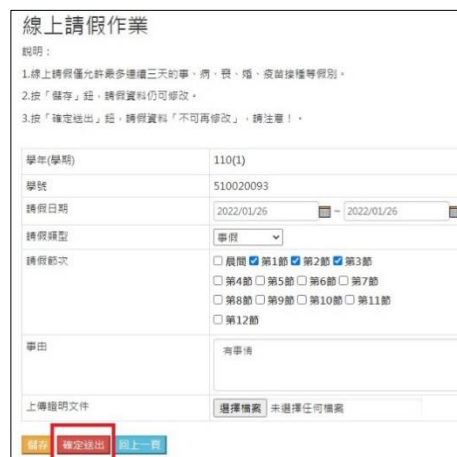 線上請假作業
說明：
1.線上請假僅允許最多連續三天的事、病、喪、婚、疫苗接種等假別。
2.按「儲存」鈕，請假資料仍可修改。
3.按「確定送出」鈕，請假資料「不可再修改」，請注意！。
學年(學期) 110(1)
學號 510020093
請假日期 2022/01/26 - 2022/01/26
請假類型 事假
請假節次 晨間 第1節 第2節 第3節
第4節 第5節 第6節 第7節
第8節 第9節 第10節 第11節
第12節
事由 有事情
上傳證明文件 選擇檔案 未選擇任何檔案
儲存 確定送出 回上一頁